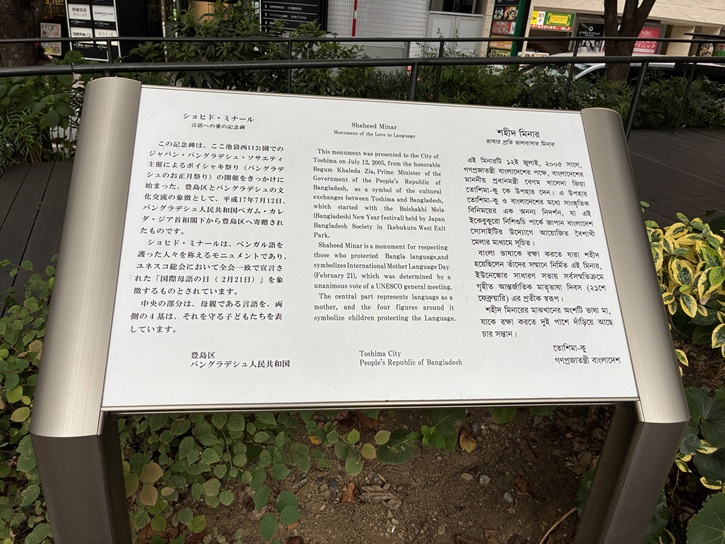 ショヒド・ミナール
言語への愛の記念碑
この記念碑は、ここ池袋西口公園での
ジャパン・バングラデシュ・ソサエティ
主催によるボイシャキ祭り（バングラデ
シュのお正月祭り）の開催をきっかけに
始まった、豊島区とバングラデシュの文
化交流の象徴として、平成17年7月12日、
バングラデシュ人民共和国ベガム・カレ
ダ・ジア首相閣下から豊島区へ寄贈され
たものです。
ショヒド・ミナールは、ベンガル語を
護った人々を称えるモニュメントであり、
ユネスコ総会において全会一致で宣言さ
れた「国際母語の日（2月21日）」を象
徴するものとされています。
中央の部分は、母親である言語を、両
側の4基は、それを守る子どもたちを表
しています。
豊島区
バングラデシュ人民共和国
Shaheed Minar
Monument of the Love to Language
This monument was presented to the City of
Toshima on July 12, 2005, from the honorable
Begum Khaleda Zia, Prime Minister of the
Government of the People's Republic of
Bangladesh, as a symbol of the cultural
exchanges between Toshima and Bangladesh,
which started with the Boishakhi Mela
(Bangladeshi New Year festival) held by Japan
Bangladesh Society in Ikebukuro West Exit
Park.
Shaheed Minar is a monument for respecting
those who protected Bangla language,and
symbolizes International Mother Language Day
(February 21), which was determined by a
unanimous vote of a UNESCO general meeting.
The central part represents language as a
mother, and the four figures around it
symbolize children protecting the Language.
Toshima City
People's Republic of Bangladesh
শহীদ মিনার
ভাষার প্রতি ভালবাসার মিনার
এই মিনারটি ১২ই জুলাই, ২০০৫ সালে,
গণপ্রজাতন্ত্রী বাংলাদেশের পক্ষে, বাংলাদেশের
মাননীয় প্রধানমন্ত্রী বেগম খালেদা জিয়া
তোশিমা-কু কে উপহার দেন। এ উপহার
তোশিমা-কু ও বাংলাদেশের মধ্যে সাংস্কৃতিক
বিনিময়ের এক অনন্য নিদর্শন, যা এই
ইকেবুকুরো নিশিগুচি পার্কে জাপান বাংলাদেশ
সোসাইটির উদ্যোগে আয়োজিত বৈশাখী
মেলার মাধ্যমে সূচিত।
বাংলা ভাষাকে রক্ষা করতে যারা শহীদ
হয়েছিলেন তাঁদের সম্মানে নির্মিত এই মিনার,
ইউনেস্কোর সাধারণ সভায় সর্বসম্মতিক্রমে
গৃহীত আন্তর্জাতিক মাতৃভাষা দিবস (২১শে
ফেব্রুয়ারি) এর প্রতীক স্বরূপ।
শহীদ মিনারের মাঝখানের অংশটি ভাষা মা,
যাকে রক্ষা করতে দুই পাশে দাঁড়িয়ে আছে
চার সন্তান।
তোশিমা-কু
গণপ্রজাতন্ত্রী বাংলাদেশ